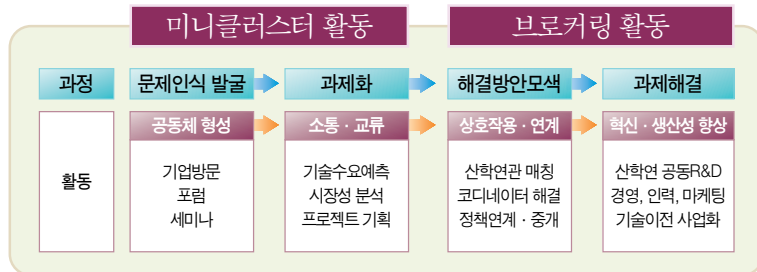 미니클러스터 활동
브로커링 활동
과정
문제인식 발굴
과제화
해결방안모색
과제해결
활동
공동체 형성
소통 · 교류
상호작용 · 연계
혁신 · 생산성 향상
기업방문
포럼
세미나
기술수요예측
시장성 분석
프로젝트 기획
산학연관 매칭
코디네이터 해결
정책연계 · 중개
산학연 공동R&D
경영, 인력, 마케팅
기술이전 사업화